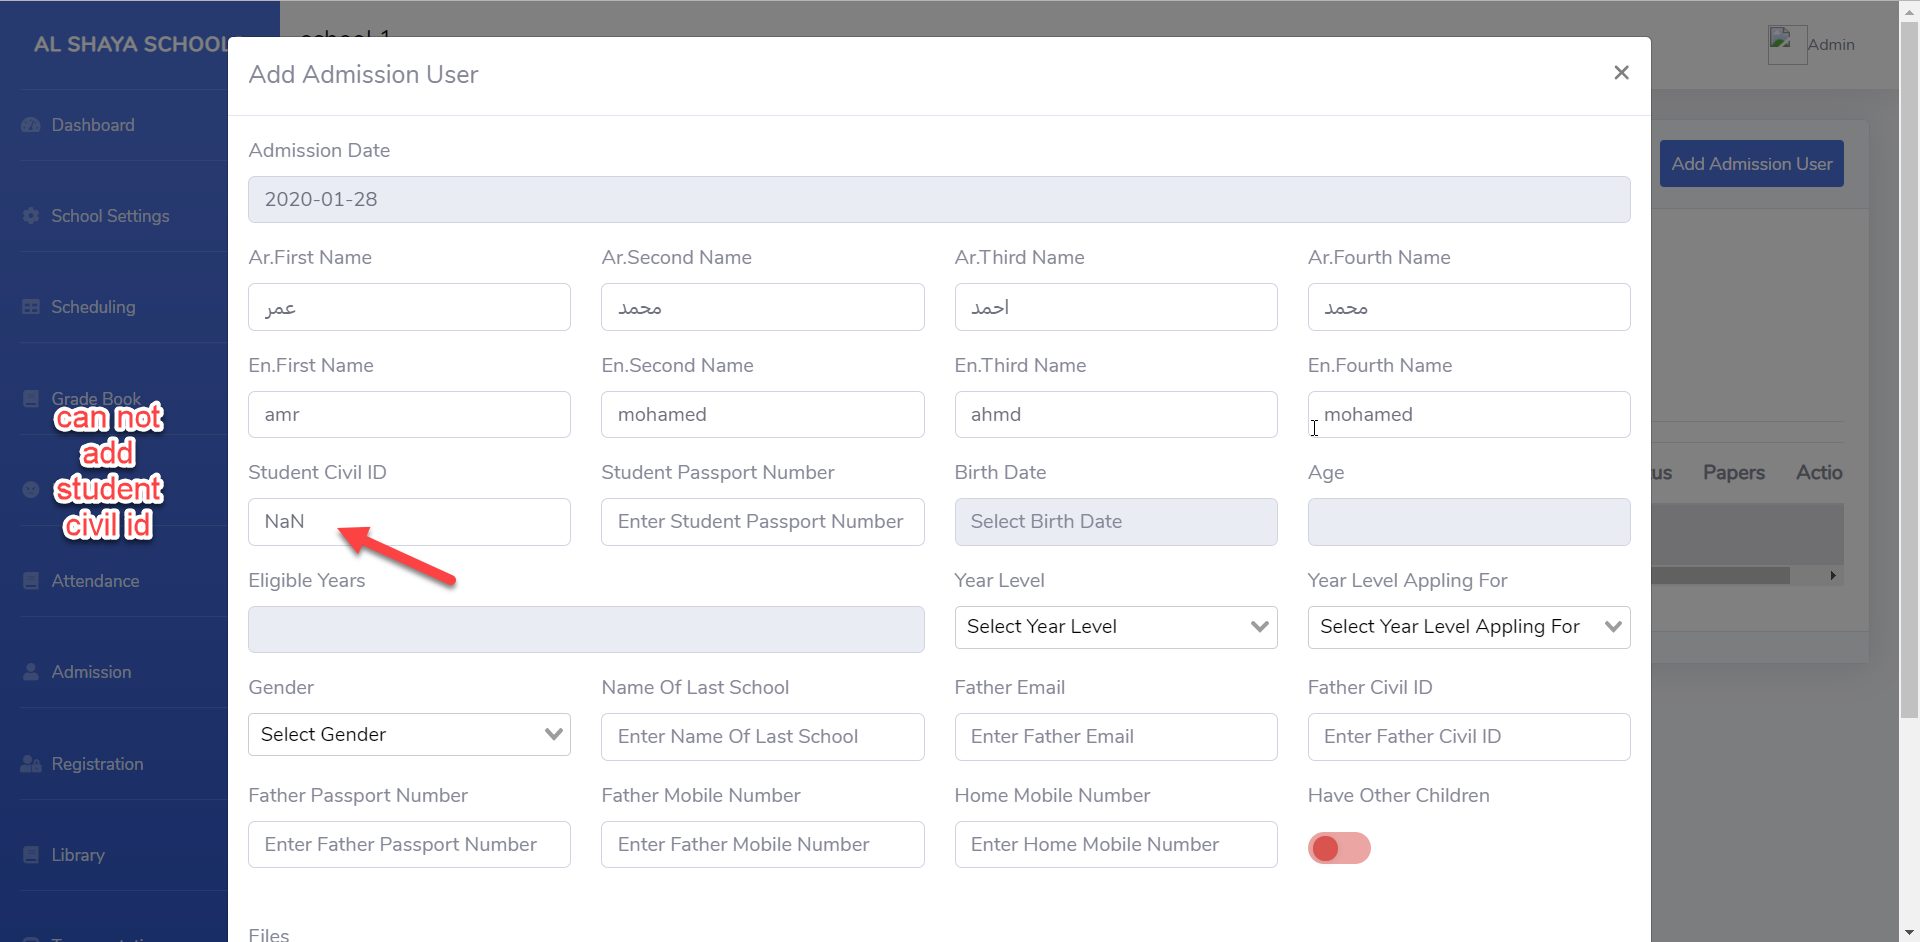 AL SHAYA SCHOOL
school 1
Admin
Add Admission User
×
Dashboard
School Settings
Scheduling
Grade Book
can not
add
student
civil id
Attendance
Admission
Registration
Library
Add Admission User
Admission Date
2020-01-28
Ar.First Name Ar.Second Name Ar.Third Name Ar.Fourth Name
عمر محمد احمد محمد
En.First Name En.Second Name En.Third Name En.Fourth Name
amr mohamed ahmd mohamed
Student Civil ID Student Passport Number Birth Date Age
NaN Enter Student Passport Number Select Birth Date
Eligible Years Year Level Year Level Appling For
Select Year Level Select Year Level Appling For
Gender Name Of Last School Father Email Father Civil ID
Select Gender Enter Name Of Last School Enter Father Email Enter Father Civil ID
Father Passport Number Father Mobile Number Home Mobile Number Have Other Children
Enter Father Passport Number Enter Father Mobile Number Enter Home Mobile Number
Files
us Papers Actio